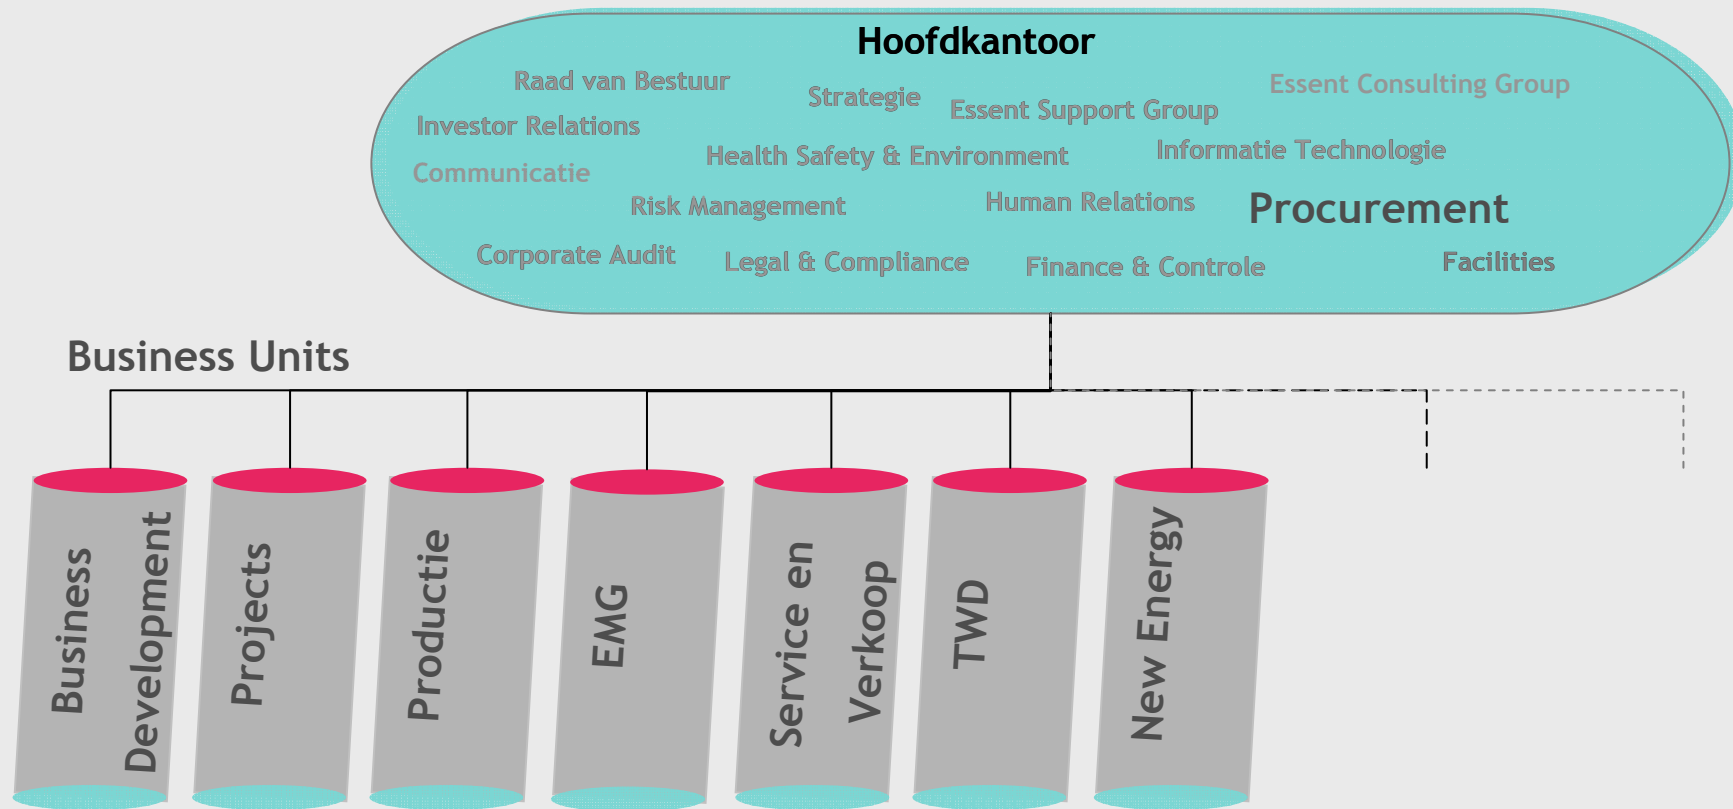 Hoofdkantoor
Raad van Bestuur
Strategie
Essent Support Group
Essent Consulting Group
Investor Relations
Health Safety & Environment
Informatie Technologie
Communicatie
Risk Management
Human Relations
Procurement
Corporate Audit
Legal & Compliance
Finance & Controle
Facilities
Business Units
Business
Development
Projects
Productie
EMG
Service en
Verkoop
TWD
New Energy